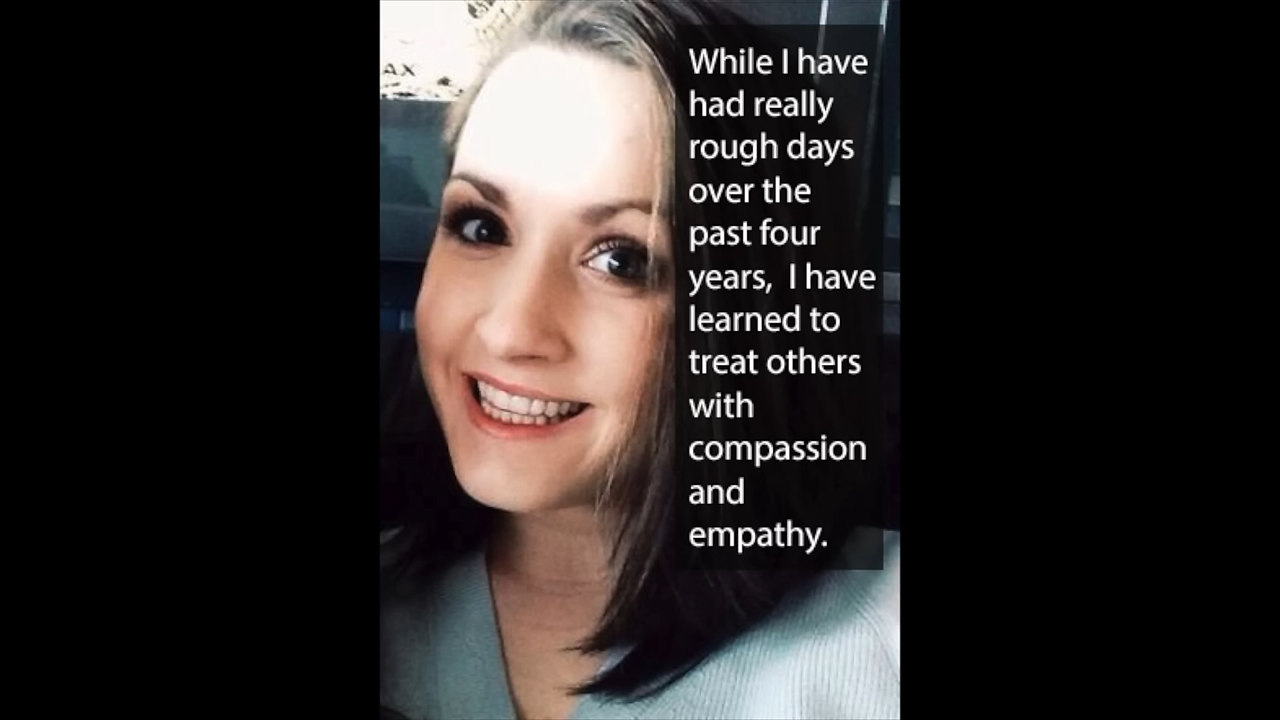 AX
While I have
had really
rough days
over the
past four
years,  I have
learned to
treat others
with
compassion
and
empathy.